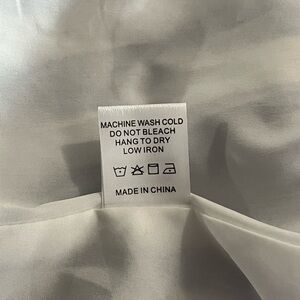 MACHINE WASH COLD
DO NOT BLEACH
HANG TO DRY
LOW IRON
MADE IN CHINA